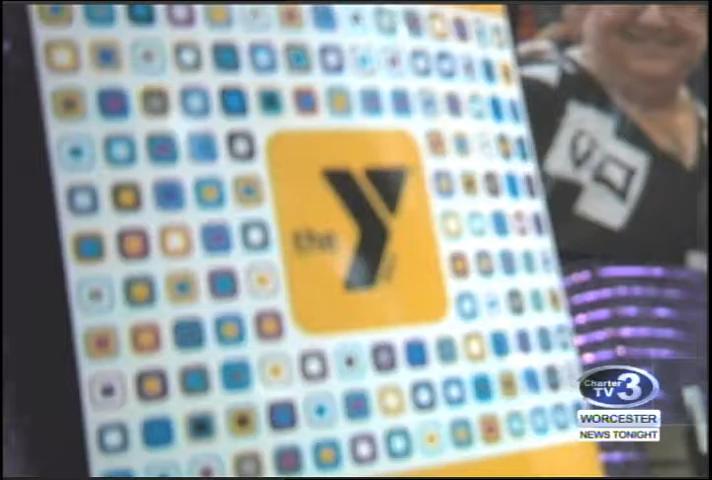 the Y
Charter
TV 3
WORCESTER
NEWS TONIGHT